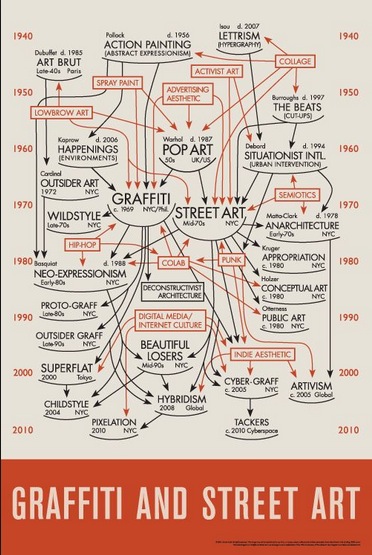 1940
Pollock d. 1956
ACTION PAINTING
(ABSTRACT EXPRESSIONISM)
Isou d. 2007
LETTRISM
(HYPERGRAPHY)
1940
Dubuffet d. 1985
ART BRUT
Late-40s Paris
COLLAGE
ACTIVIST ART
SPRAY PAINT
ADVERTISING
AESTHETIC
1950
1950
LOWBROW ART
Burroughs d. 1997
THE BEATS
(CUT-UPS)
Kaprow d. 2006
HAPPENINGS
(ENVIRONMENTS)
Warhol d. 1987
POP ART
50s UK/US
Debord d. 1994
SITUATIONIST INTL.
(URBAN INTERVENTION)
1960
1960
Cardinal
OUTSIDER ART
1972 NYC
SEMIOTICS
1970
GRAFFITI
c. 1969 NYC/Phil.
STREET ART
Mid-70s NYC
1970
WILDSTYLE
Late-70s NYC
Matta-Clark d. 1978
ANARCHITECTURE
Early-70s NYC
HIP-HOP
Kruger
APPROPRIATION
c. 1980 NYC
1980
Basquiat d. 1988
NEO-EXPRESSIONISM
Early-80s NYC
COLAB
PUNK
1980
Holzer
CONCEPTUAL ART
c. 1980 NYC
DECONSTRUCTIVIST
ARCHITECTURE
PROTO-GRAFF
Late-80s NYC
Otterness
PUBLIC ART
c. 1980 NYC
1990
DIGITAL MEDIA/
INTERNET CULTURE
1990
OUTSIDER GRAFF
Late-90s NYC
BEAUTIFUL
LOSERS
Mid-90s NYC
INDIE AESTHETIC
2000
SUPERFLAT
2000 Tokyo
CYBER-GRAFF
c. 2005 NYC
ARTIVISM
c. 2005 Global
2000
CHILDSTYLE
2004 NYC
HYBRIDISM
2008 Global
2010
PIXELATION
2010 NYC
TACKERS
c. 2010 Cyberspace
2010
GRAFFITI AND STREET ART